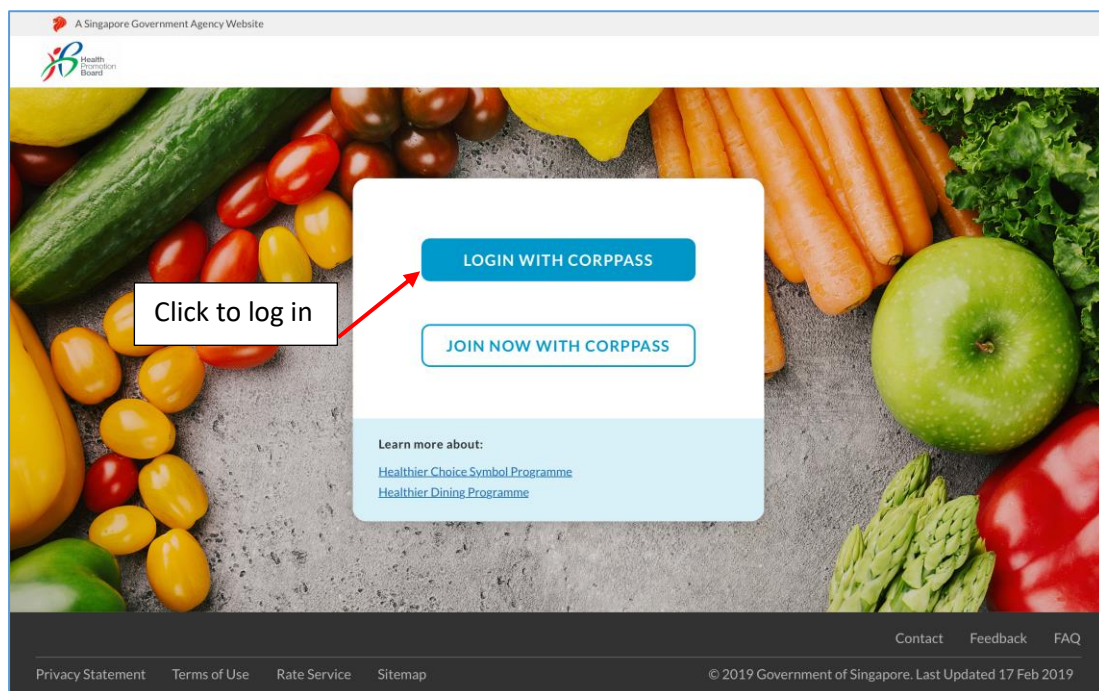 A Singapore Government Agency Website
Health
Promotion
Board
LOGIN WITH CORPPASS
Click to log in
JOIN NOW WITH CORPPASS
Learn more about:
Healthier Choice Symbol Programme
Healthier Dining Programme
Contact Feedback FAQ
Privacy Statement Terms of Use Rate Service Sitemap © 2019 Government of Singapore. Last Updated 17 Feb 2019